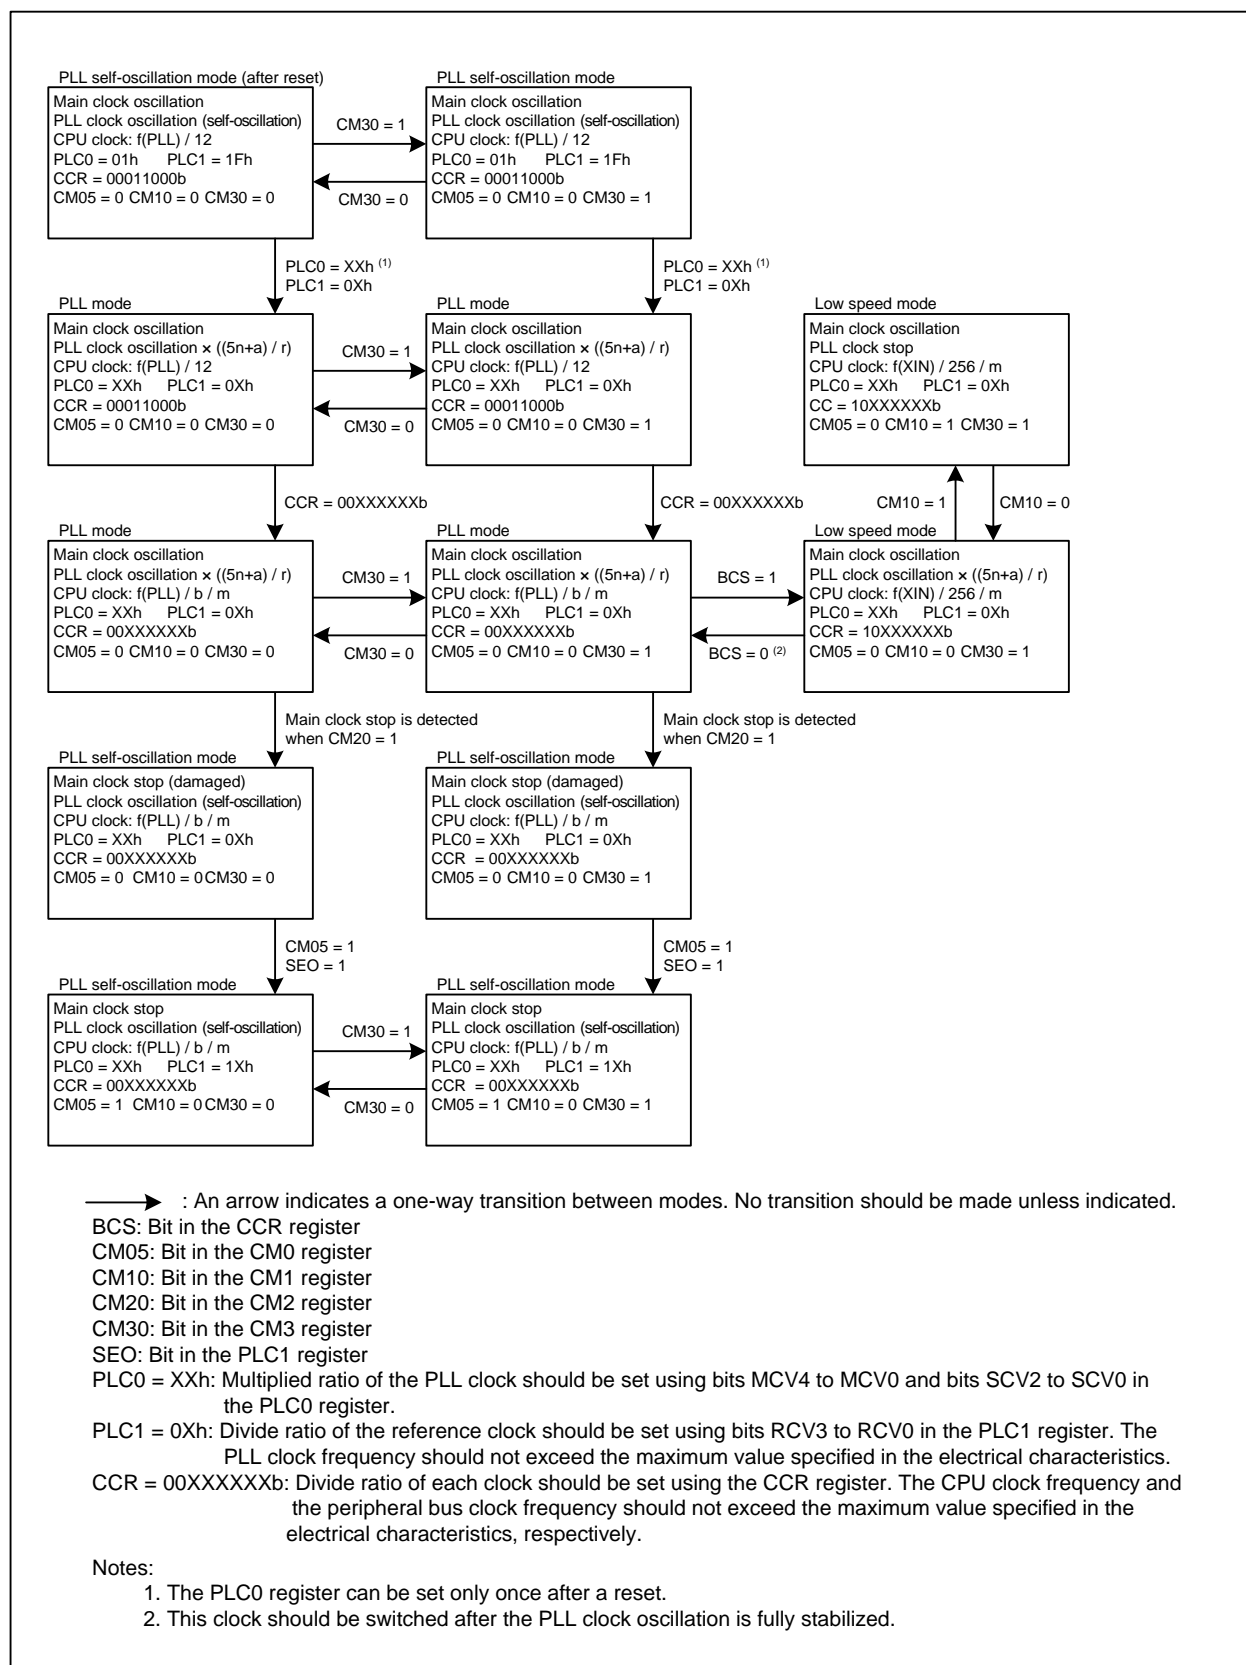 PLL self-oscillation mode (after reset)
Main clock oscillation
PLL clock oscillation (self-oscillation)
CPU clock: f(PLL) / 12
PLC0 = 01h PLC1 = 1Fh
CCR = 00011000b
CM05 = 0 CM10 = 0 CM30 = 0
CM30 = 1
CM30 = 0
PLL self-oscillation mode
Main clock oscillation
PLL clock oscillation (self-oscillation)
CPU clock: f(PLL) / 12
PLC0 = 01h PLC1 = 1Fh
CCR = 00011000b
CM05 = 0 CM10 = 0 CM30 = 1
PLC0 = XXh (1)
PLC1 = 0Xh
PLC0 = XXh (1)
PLC1 = 0Xh
PLL mode
Main clock oscillation
PLL clock oscillation × ((5n+a) / r)
CPU clock: f(PLL) / 12
PLC0 = XXh PLC1 = 0Xh
CCR = 00011000b
CM05 = 0 CM10 = 0 CM30 = 0
CM30 = 1
CM30 = 0
PLL mode
Main clock oscillation
PLL clock oscillation × ((5n+a) / r)
CPU clock: f(PLL) / 12
PLC0 = XXh PLC1 = 0Xh
CCR = 00011000b
CM05 = 0 CM10 = 0 CM30 = 1
Low speed mode
Main clock oscillation
PLL clock stop
CPU clock: f(XIN) / 256 / m
PLC0 = XXh PLC1 = 0Xh
CC = 10XXXXXXb
CM05 = 0 CM10 = 1 CM30 = 1
CCR = 00XXXXXXb
CCR = 00XXXXXXb
CM10 = 1
CM10 = 0
PLL mode
Main clock oscillation
PLL clock oscillation × ((5n+a) / r)
CPU clock: f(PLL) / b / m
PLC0 = XXh PLC1 = 0Xh
CCR = 00XXXXXXb
CM05 = 0 CM10 = 0 CM30 = 0
CM30 = 1
CM30 = 0
PLL mode
Main clock oscillation
PLL clock oscillation × ((5n+a) / r)
CPU clock: f(PLL) / b / m
PLC0 = XXh PLC1 = 0Xh
CCR = 00XXXXXXb
CM05 = 0 CM10 = 0 CM30 = 1
BCS = 1
BCS = 0 (2)
Low speed mode
Main clock oscillation
PLL clock oscillation × ((5n+a) / r)
CPU clock: f(XIN) / 256 / m
PLC0 = XXh PLC1 = 0Xh
CCR = 10XXXXXXb
CM05 = 0 CM10 = 0 CM30 = 1
Main clock stop is detected
when CM20 = 1
Main clock stop is detected
when CM20 = 1
PLL self-oscillation mode
Main clock stop (damaged)
PLL clock oscillation (self-oscillation)
CPU clock: f(PLL) / b / m
PLC0 = XXh PLC1 = 0Xh
CCR = 00XXXXXXb
CM05 = 0 CM10 = 0CM30 = 0
PLL self-oscillation mode
Main clock stop (damaged)
PLL clock oscillation (self-oscillation)
CPU clock: f(PLL) / b / m
PLC0 = XXh PLC1 = 0Xh
CCR = 00XXXXXXb
CM05 = 0 CM10 = 0 CM30 = 1
CM05 = 1
SEO = 1
CM05 = 1
SEO = 1
PLL self-oscillation mode
Main clock stop
PLL clock oscillation (self-oscillation)
CPU clock: f(PLL) / b / m
PLC0 = XXh PLC1 = 1Xh
CCR = 00XXXXXXb
CM05 = 1 CM10 = 0CM30 = 0
CM30 = 1
CM30 = 0
PLL self-oscillation mode
Main clock stop
PLL clock oscillation (self-oscillation)
CPU clock: f(PLL) / b / m
PLC0 = XXh PLC1 = 1Xh
CCR = 00XXXXXXb
CM05 = 1 CM10 = 0 CM30 = 1
: An arrow indicates a one-way transition between modes. No transition should be made unless indicated.
BCS: Bit in the CCR register
CM05: Bit in the CM0 register
CM10: Bit in the CM1 register
CM20: Bit in the CM2 register
CM30: Bit in the CM3 register
SEO: Bit in the PLC1 register
PLC0 = XXh: Multiplied ratio of the PLL clock should be set using bits MCV4 to MCV0 and bits SCV2 to SCV0 in
the PLC0 register.
PLC1 = 0Xh: Divide ratio of the reference clock should be set using bits RCV3 to RCV0 in the PLC1 register. The
PLL clock frequency should not exceed the maximum value specified in the electrical characteristics.
CCR = 00XXXXXXb: Divide ratio of each clock should be set using the CCR register. The CPU clock frequency and
the peripheral bus clock frequency should not exceed the maximum value specified in the
electrical characteristics, respectively.
Notes:
1. The PLC0 register can be set only once after a reset.
2. This clock should be switched after the PLL clock oscillation is fully stabilized.